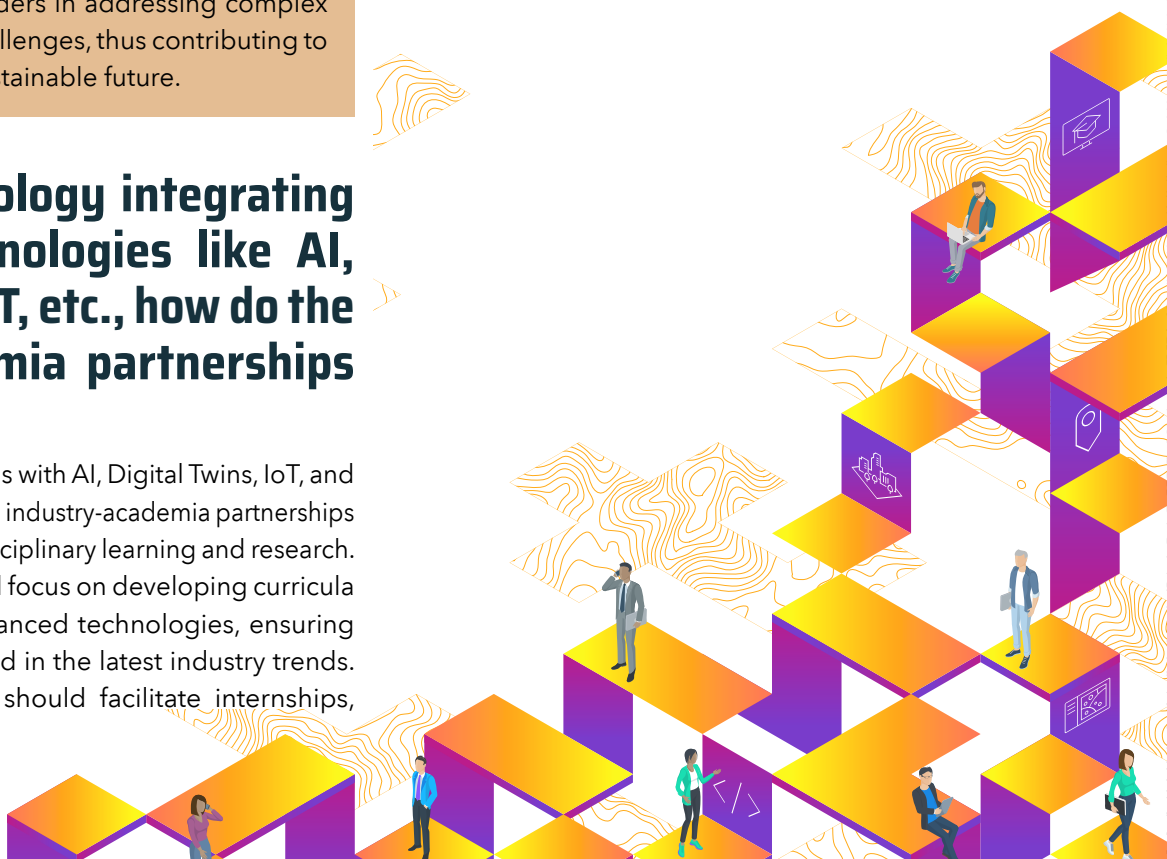 ders in addressing complex
llenges, thus contributing to
tainable future.
ology integrating
nologies like AI,
T, etc., how do the
mia partnerships
s with AI, Digital Twins, IoT, and
industry-academia partnerships
ciplinary learning and research.
focus on developing curricula
anced technologies, ensuring
d in the latest industry trends.
should facilitate internships,
</>